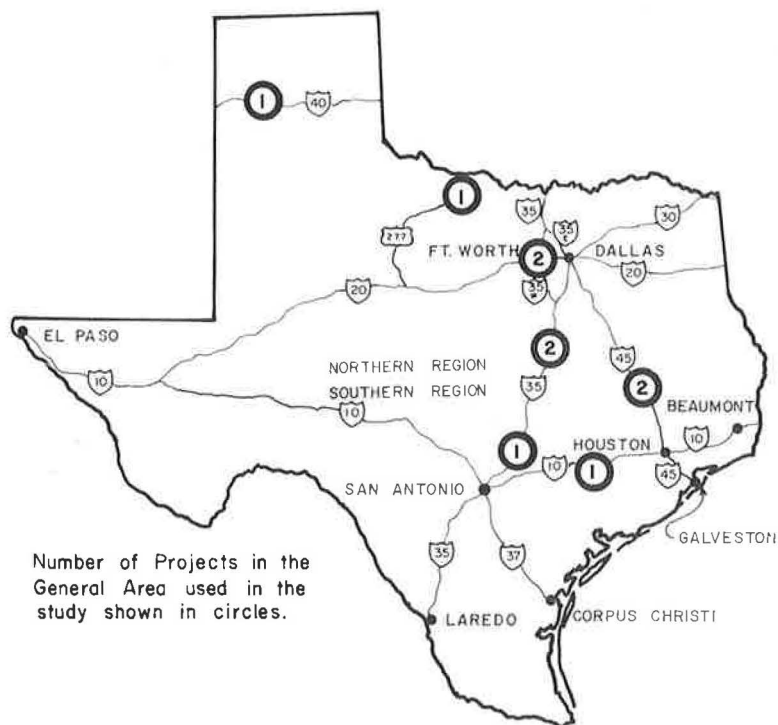 1
40
1
277
35
35
30
FT. WORTH
2
DALLAS
35
20
20
EL PASO
10
2
45
NORTHERN REGION
SOUTHERN REGION
35
2
10
BEAUMONT
1
HOUSTON
10
10
1
45
SAN ANTONIO
GALVESTON
35
37
Number of Projects in the
General Area used in the
study shown in circles.
LAREDO
CORPUS CHRISTI